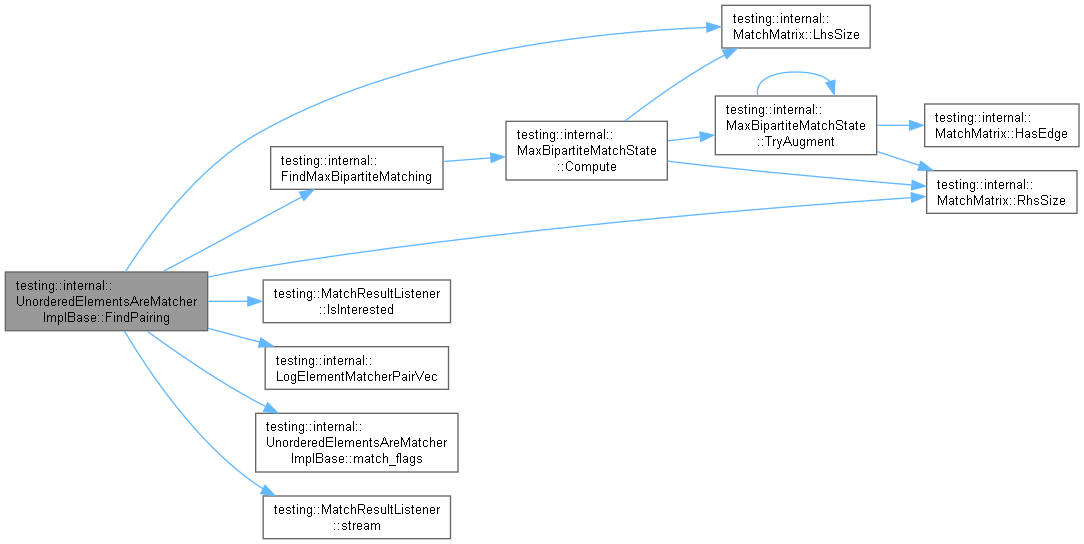 testing::internal::
MatchMatrix::LhsSize
testing::internal::
MaxBipartiteMatchState
::TryAugment
testing::internal::
MatchMatrix::HasEdge
testing::internal::
MaxBipartiteMatchState
::Compute
testing::internal::
FindMaxBipartiteMatching
testing::internal::
MatchMatrix::RhsSize
testing::internal::
UnorderedElementsAreMatcher
ImplBase::FindPairing
testing::MatchResultListener
::IsInterested
testing::internal::
LogElementMatcherPairVec
testing::internal::
UnorderedElementsAreMatcher
ImplBase::match_flags
testing::MatchResultListener
::stream